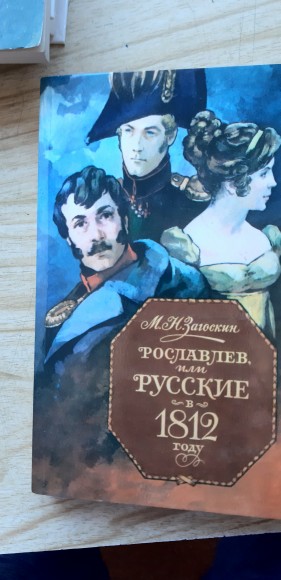 М.Н.Загоскин
РОСЛАВЛЕВ,
или
РУССКИЕ
в
1812
году